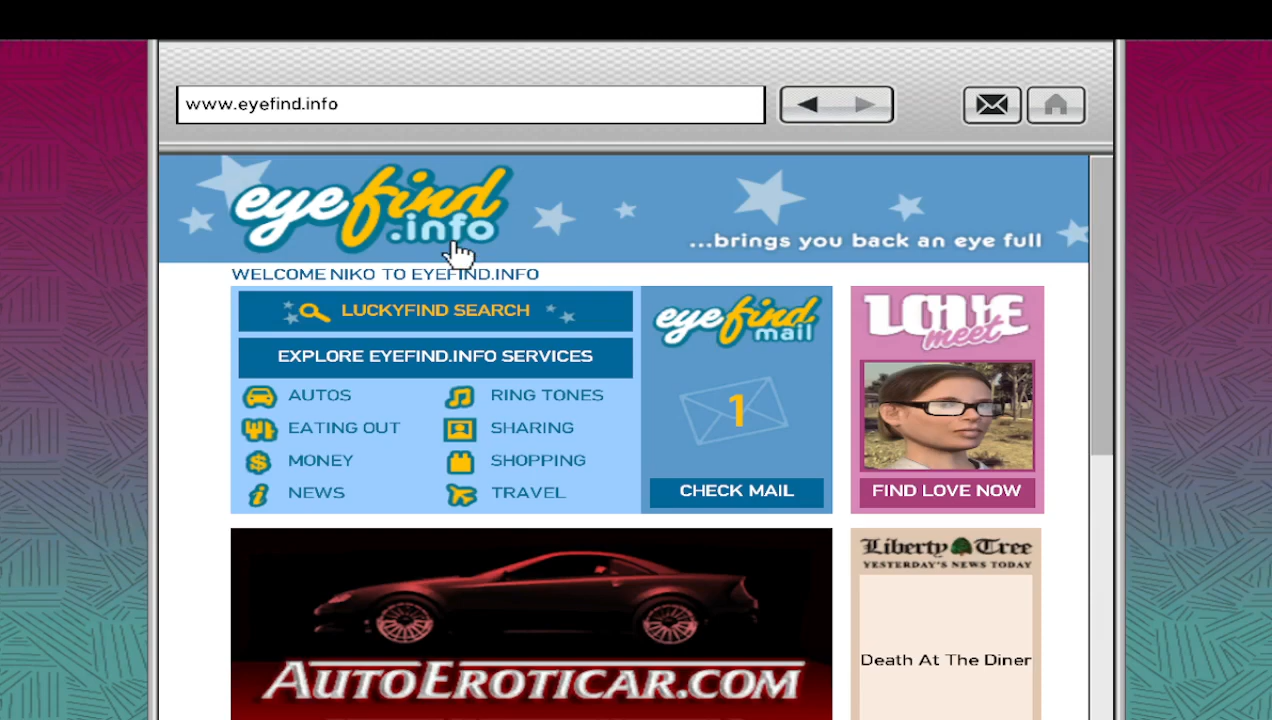 www.eyefind.info
eyefind
.info
...brings you back an eye full
WELCOME NIKO TO EYEFIND.INFO
LUCKYFIND SEARCH
EXPLORE EYEFIND.INFO SERVICES
AUTOS
RING TONES
EATING OUT
SHARING
MONEY
SHOPPING
NEWS
TRAVEL
eyefind
mail
1
CHECK MAIL
LOVE
meet
FIND LOVE NOW
AUTOEROTICAR.COM
Liberty Tree
YESTERDAY'S NEWS TODAY
Death At The Diner